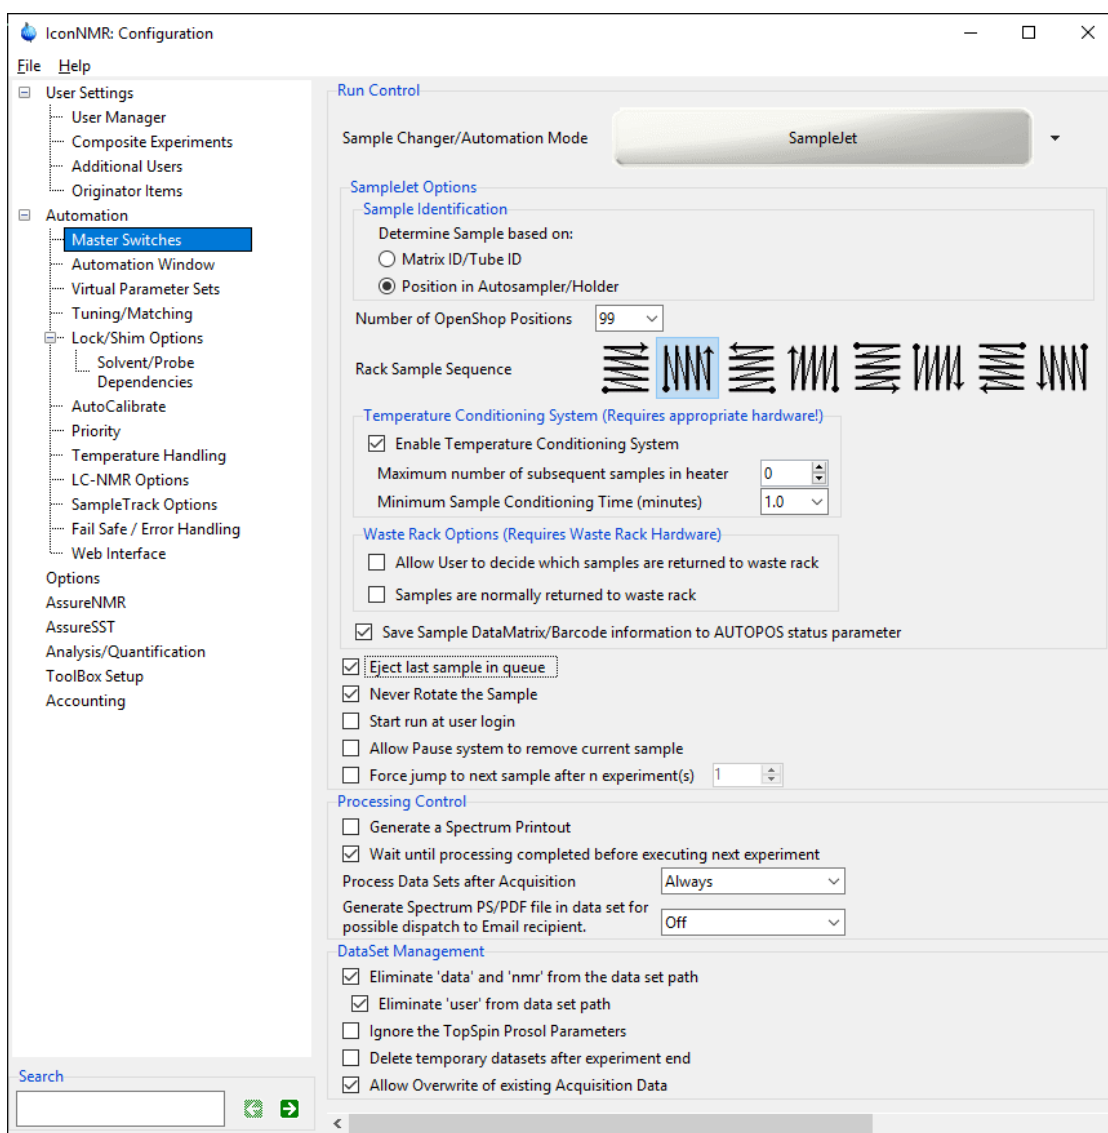 IconNMR: Configuration
File Help
User Settings
User Manager
Composite Experiments
Additional Users
Originator Items
Automation
Master Switches
Automation Window
Virtual Parameter Sets
Tuning/Matching
Lock/Shim Options
Solvent/Probe
Dependencies
AutoCalibrate
Priority
Temperature Handling
LC-NMR Options
SampleTrack Options
Fail Safe / Error Handling
Web Interface
Options
AssureNMR
AssureSST
Analysis/Quantification
ToolBox Setup
Accounting
Search
Run Control
Sample Changer/Automation Mode SampleJet
SampleJet Options
Sample Identification
Determine Sample based on:
Matrix ID/Tube ID
Position in Autosampler/Holder
Number of OpenShop Positions 99
Rack Sample Sequence
Temperature Conditioning System (Requires appropriate hardware!)
Enable Temperature Conditioning System
Maximum number of subsequent samples in heater 0
Minimum Sample Conditioning Time (minutes) 1.0
Waste Rack Options (Requires Waste Rack Hardware)
Allow User to decide which samples are returned to waste rack
Samples are normally returned to waste rack
Save Sample DataMatrix/Barcode information to AUTOPOS status parameter
Eject last sample in queue
Never Rotate the Sample
Start run at user login
Allow Pause system to remove current sample
Force jump to next sample after n experiment(s) 1
Processing Control
Generate a Spectrum Printout
Wait until processing completed before executing next experiment
Process Data Sets after Acquisition Always
Generate Spectrum PS/PDF file in data set for
possible dispatch to Email recipient. Off
DataSet Management
Eliminate 'data' and 'nmr' from the data set path
Eliminate 'user' from data set path
Ignore the TopSpin Prosol Parameters
Delete temporary datasets after experiment end
Allow Overwrite of existing Acquisition Data